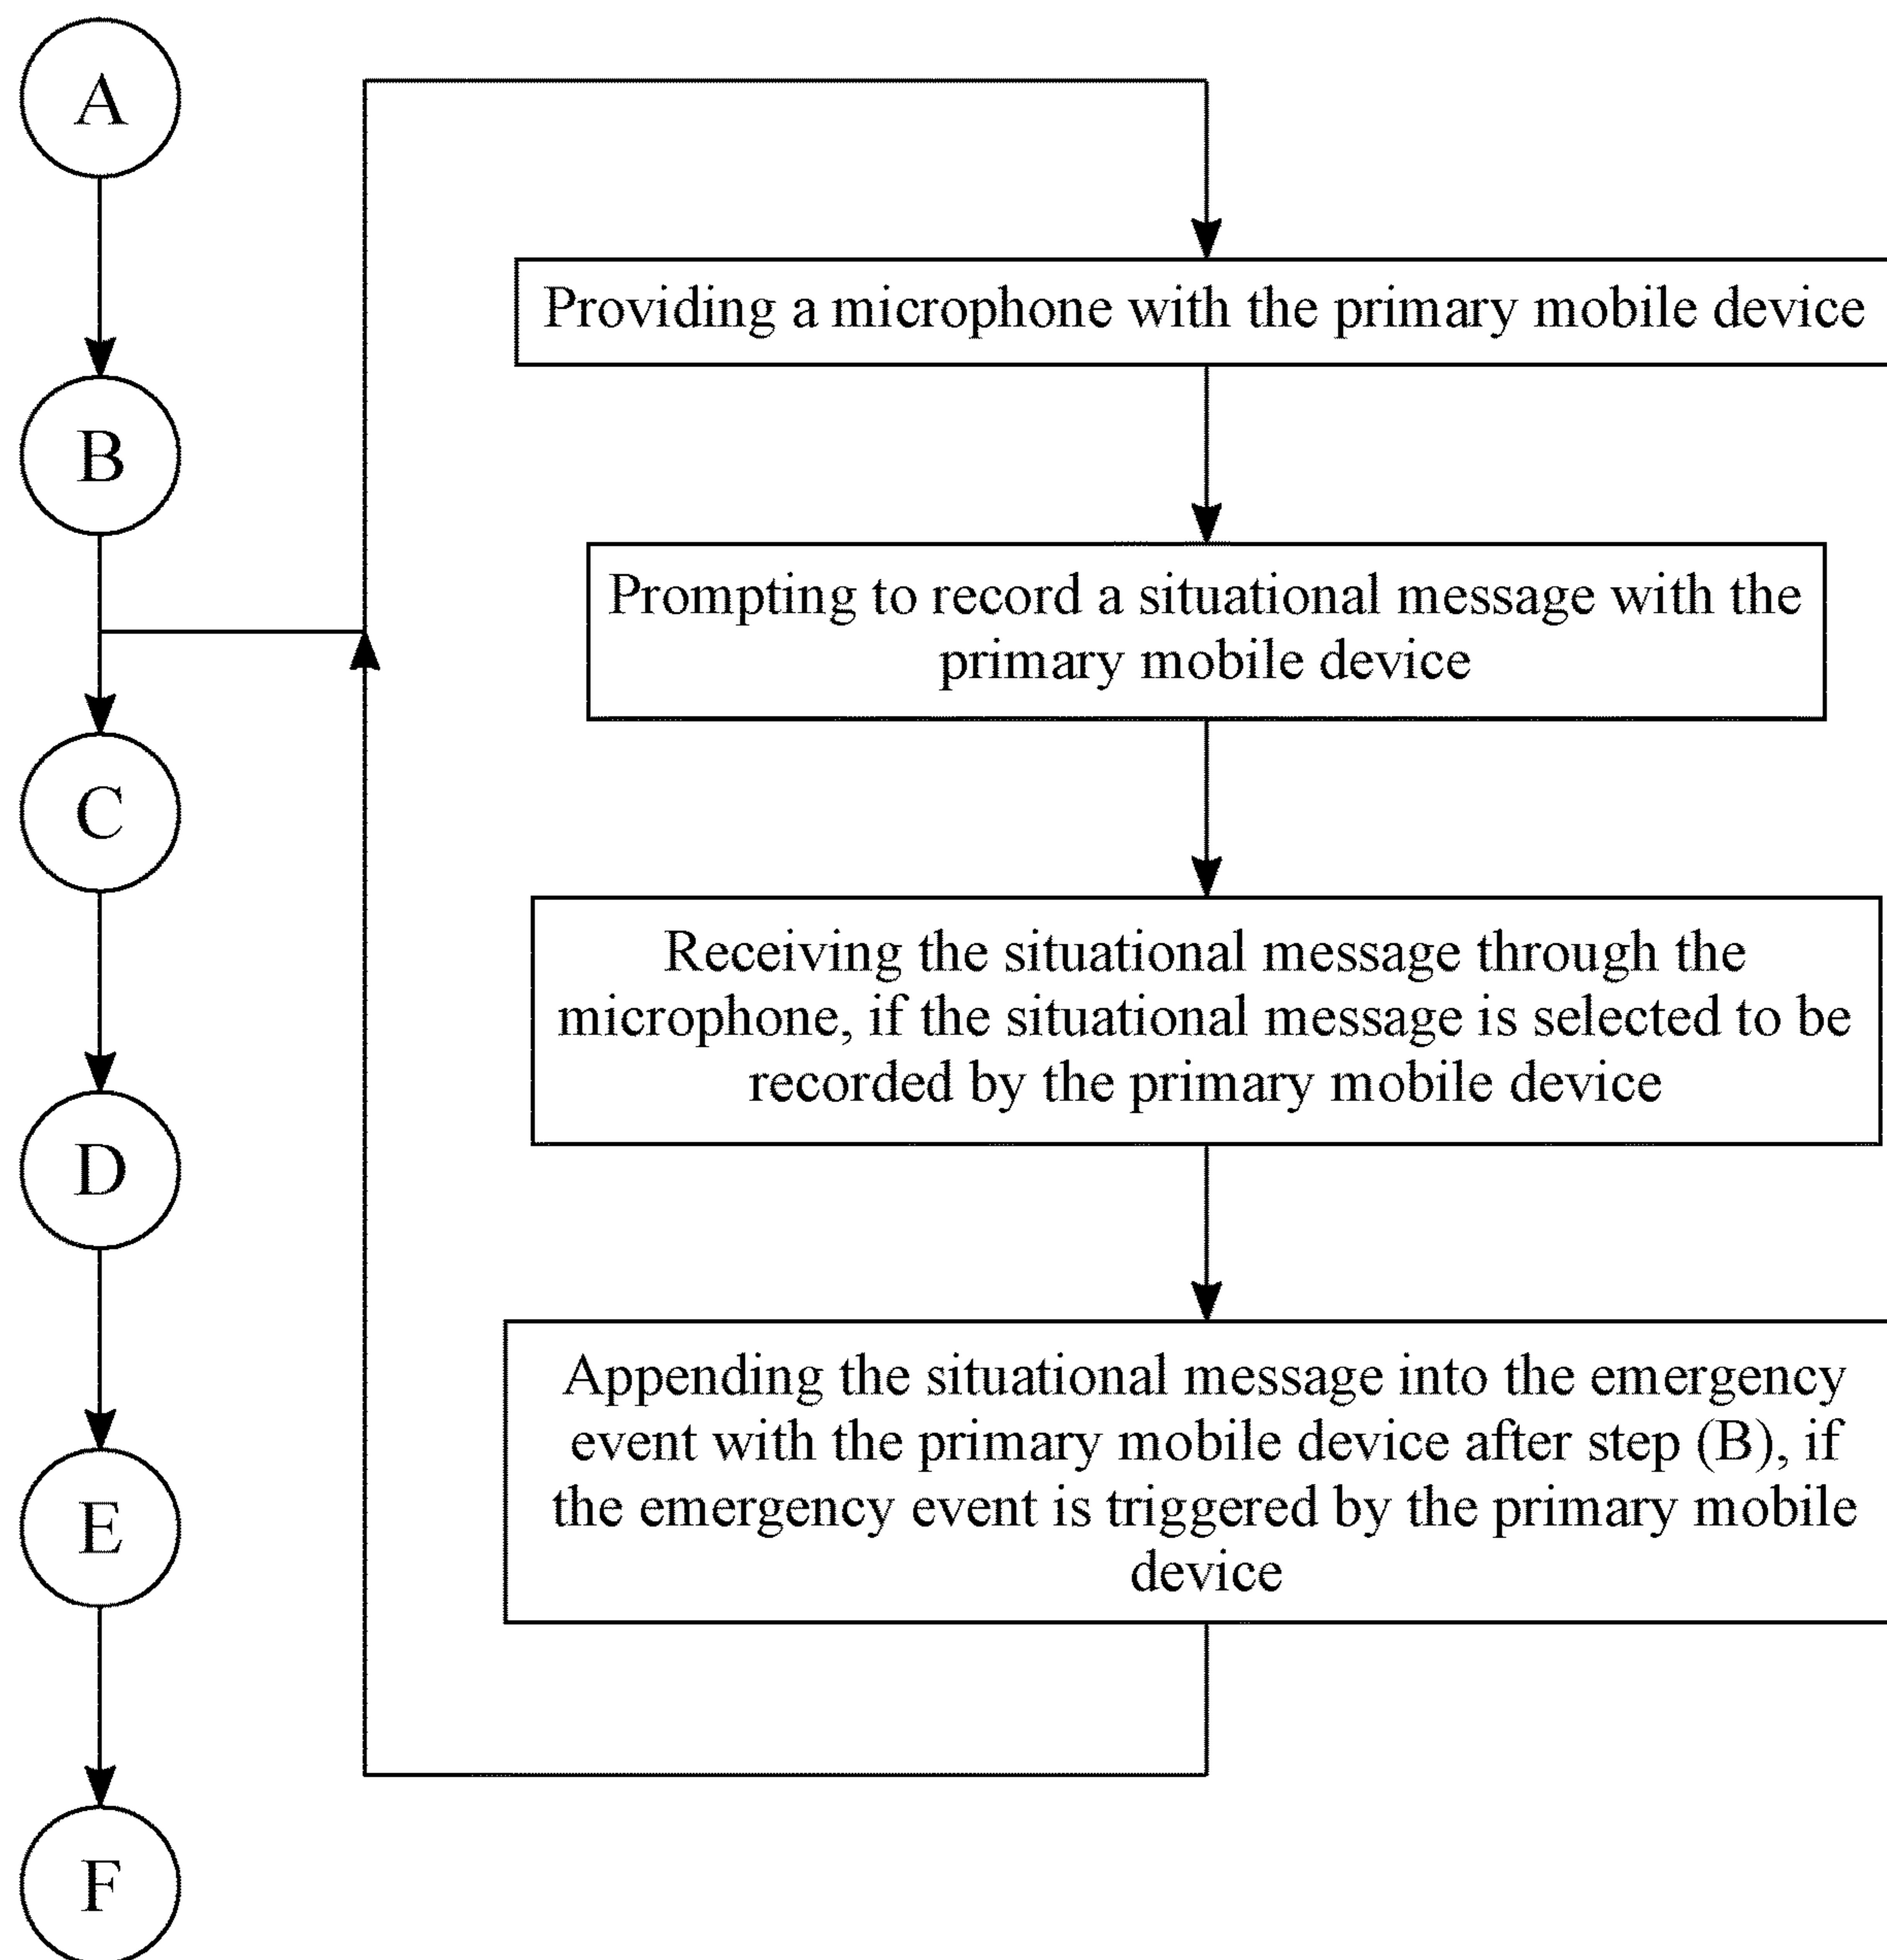 A
B
C
D
E
F
Providing a microphone with the primary mobile device
Prompting to record a situational message with the
primary mobile device
Receiving the situational message through the
microphone, if the situational message is selected to be
recorded by the primary mobile device
Appending the situational message into the emergency
event with the primary mobile device after step (B), if
the emergency event is triggered by the primary mobile
device